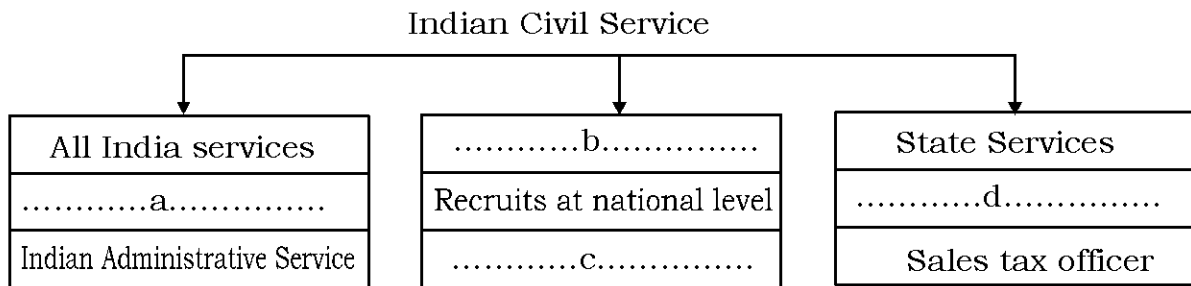 Indian Civil Service
All India services
............a...............
Indian Administrative Service
............b...............
Recruits at national level
............c...............
State Services
............d...............
Sales tax officer